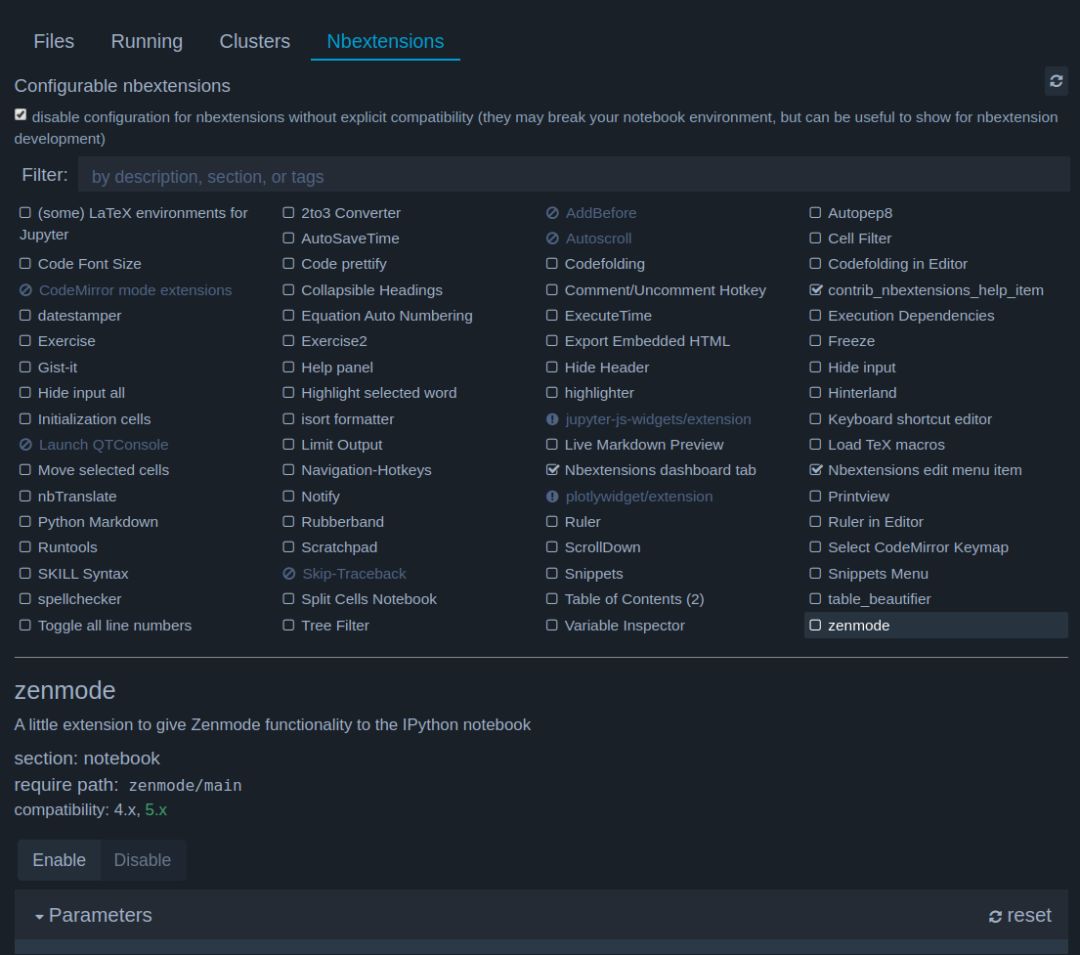 Files Running Clusters Nbextensions
Configurable nbextensions
disable configuration for nbextensions without explicit compatibility (they may break your notebook environment, but can be useful to show for nbextension
development)
Filter: by description, section, or tags
(some) LaTeX environments for 2to3 Converter AddBefore Autopep8
Jupyter AutoSaveTime Autoscroll Cell Filter
Code Font Size Code prettify Codefolding Codefolding in Editor
CodeMirror mode extensions Collapsible Headings Comment/Uncomment Hotkey contrib_nbextensions_help_item
datestamper Equation Auto Numbering ExecuteTime Execution Dependencies
Exercise Exercise2 Export Embedded HTML Freeze
Gist-it Help panel Hide Header Hide input
Hide input all Highlight selected word highlighter Hinterland
Initialization cells isort formatter jupyter-js-widgets/extension Keyboard shortcut editor
Launch QTConsole Limit Output Live Markdown Preview Load TeX macros
Move selected cells Navigation-Hotkeys Nbextensions dashboard tab Nbextensions edit menu item
nbTranslate Notify plotlywidget/extension Printview
Python Markdown Rubberband Ruler Ruler in Editor
Runtools Scratchpad ScrollDown Select CodeMirror Keymap
SKILL Syntax Skip-Traceback Snippets Snippets Menu
spellchecker Split Cells Notebook Table of Contents (2) table_beautifier
Toggle all line numbers Tree Filter Variable Inspector zenmode
zenmode
A little extension to give Zenmode functionality to the IPython notebook
section: notebook
require path: zenmode/main
compatibility: 4.x, 5.x
Enable Disable
Parameters reset